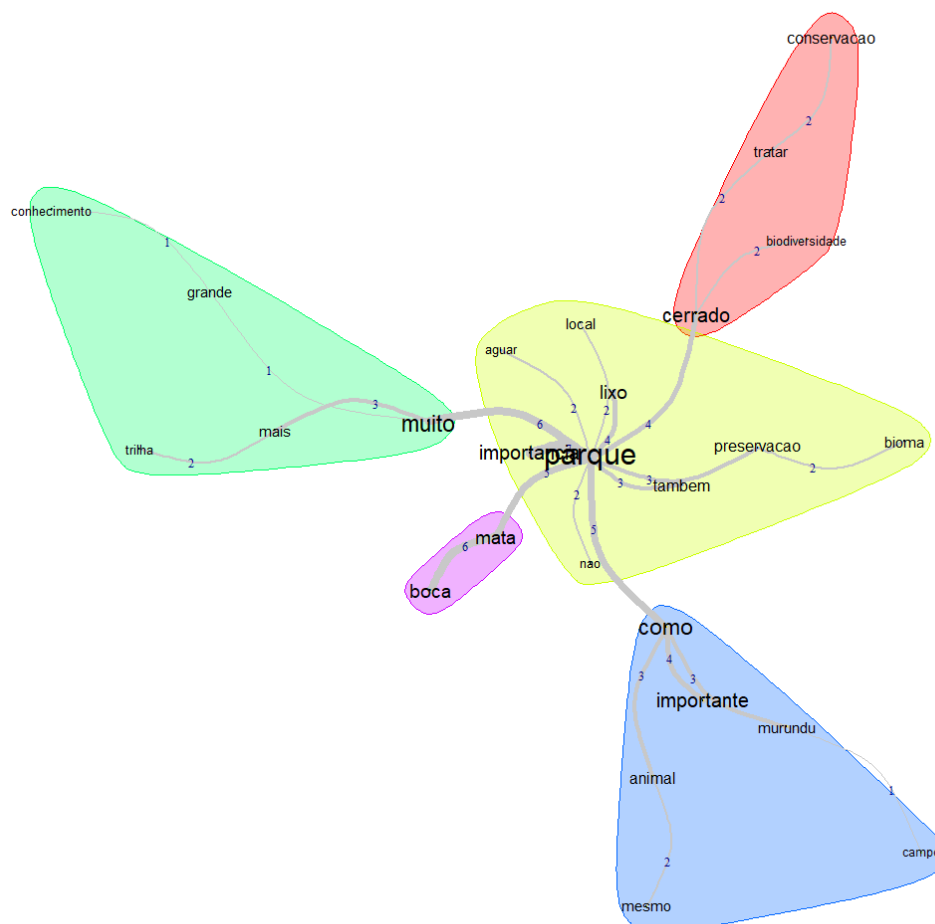 conservacao
2
tratar
2
conhecimento
1
2
biodiversidade
grande
cerrado
local
aguar
1
lixo
3
2
2
muito
6
4
4
mais
preservacao
bioma
trilha
2
importanca
parque
2
3
3
tambem
2
5
mata
6
nao
boca
como
4
3
3
importante
murundu
animal
1
campo
2
mesmo